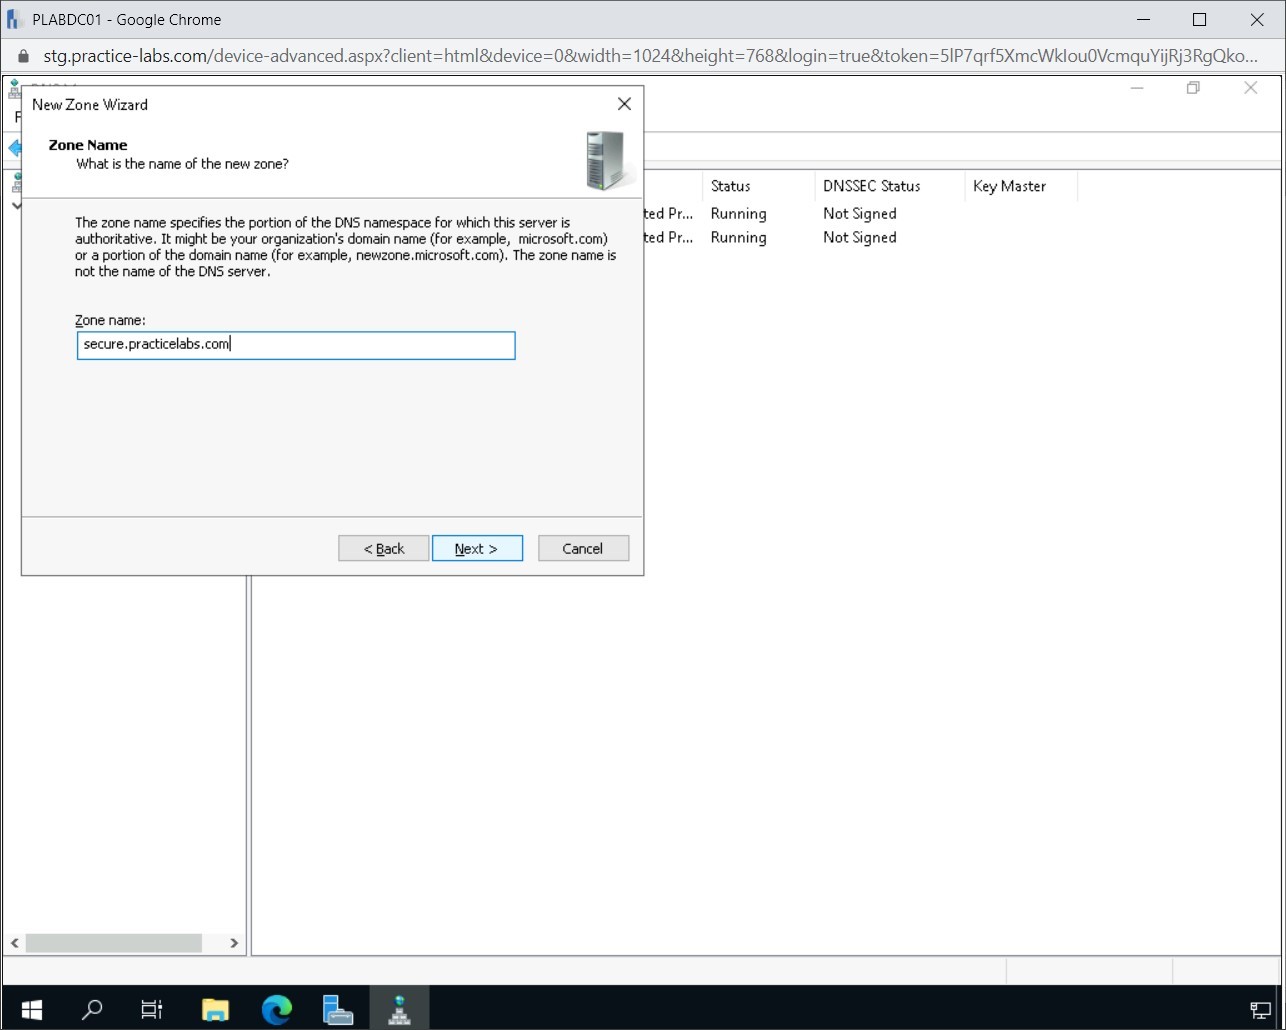 PLABDC01 - Google Chrome
stg.practice-labs.com/device-advanced.aspx?client=html&device=0&width=1024&height=768&login=true&token=5lP7qrf5XmcWkIou0VcmquYijRj3RgQko...
New Zone Wizard
F
Zone Name
What is the name of the new zone?
Status DNSSEC Status Key Master
ted Pr... Running Not Signed
ted Pr... Running Not Signed
The zone name specifies the portion of the DNS namespace for which this server is
authoritative. It might be your organization's domain name (for example, microsoft.com)
or a portion of the domain name (for example, newzone.microsoft.com). The zone name is
not the name of the DNS server.
Zone name:
secure.practicelabs.com
< Back Next > Cancel